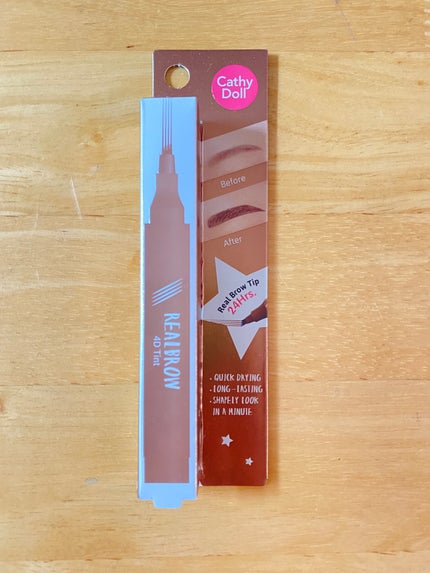 Cathy
Doll
Before
After
Real Brow Tip
24Hrs.
• QUICK DRYING
• LONG-LASTING
• SHAPELY LOOK
IN A MINUTE
REALBROW
4D Tint